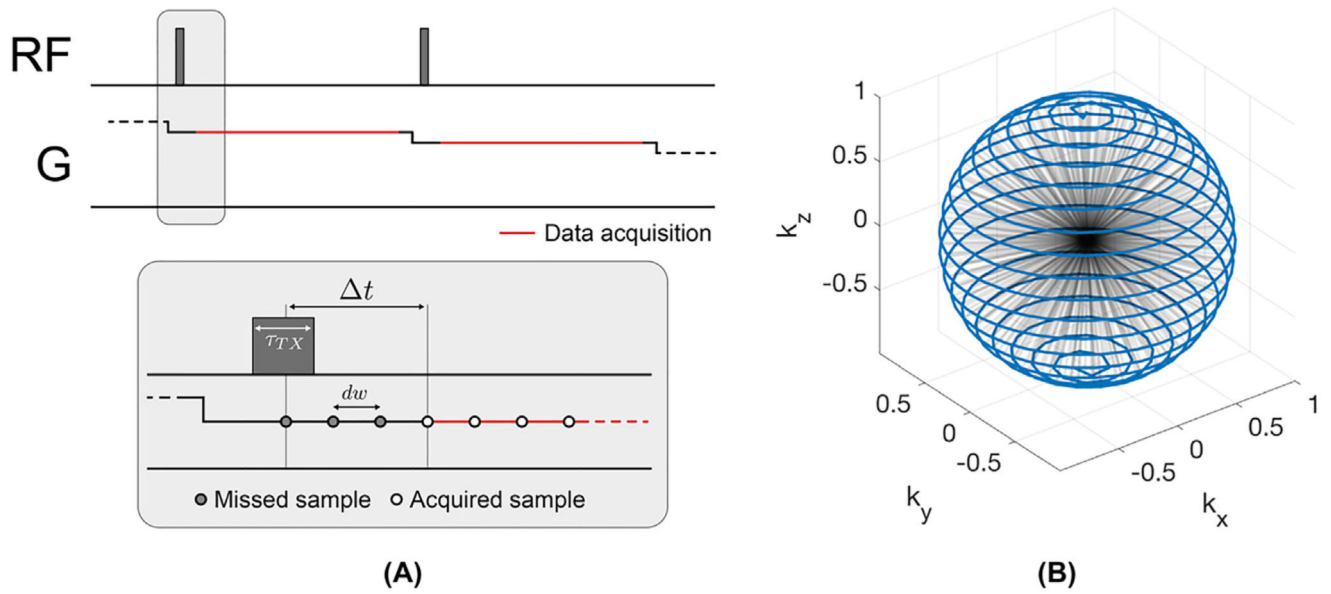 RF
G
Data acquisition
Δt
τTX
dw
Missed sample
Acquired sample
(A)
1
0.5
0
-0.5
kz
0.5
0
-0.5
ky
-0.5
0
0.5
1
kx
(B)